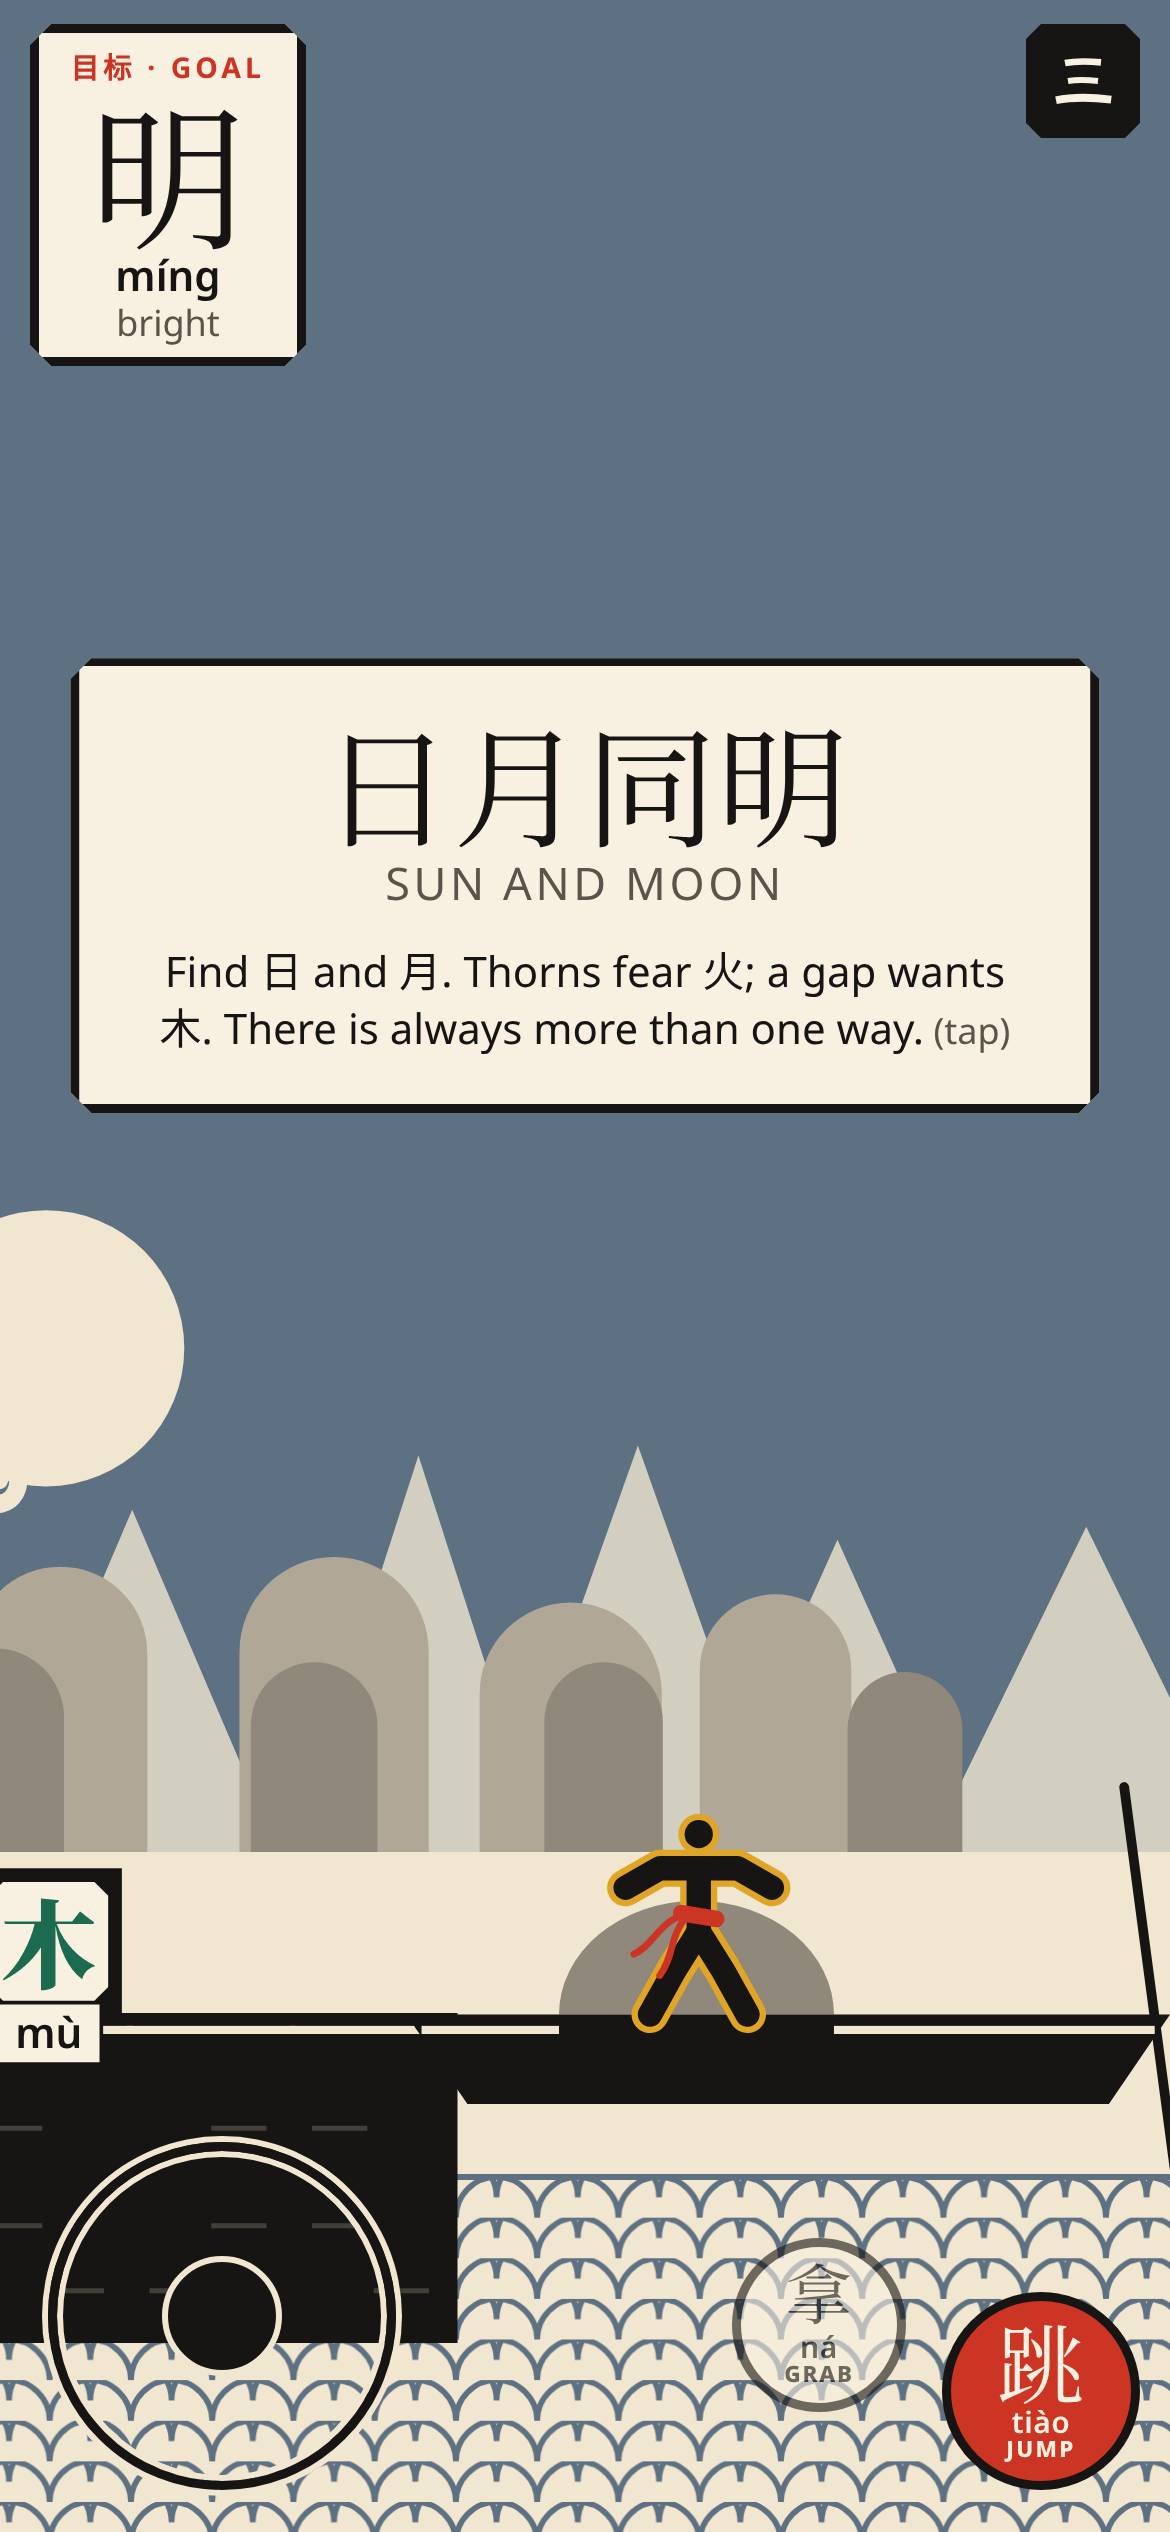 目标 · GOAL
明
míng
bright
三
日月同明
SUN AND MOON
Find 日 and 月. Thorns fear 火; a gap wants
木. There is always more than one way. (tap)
木
mù
拿
ná
GRAB
跳
tiào
JUMP